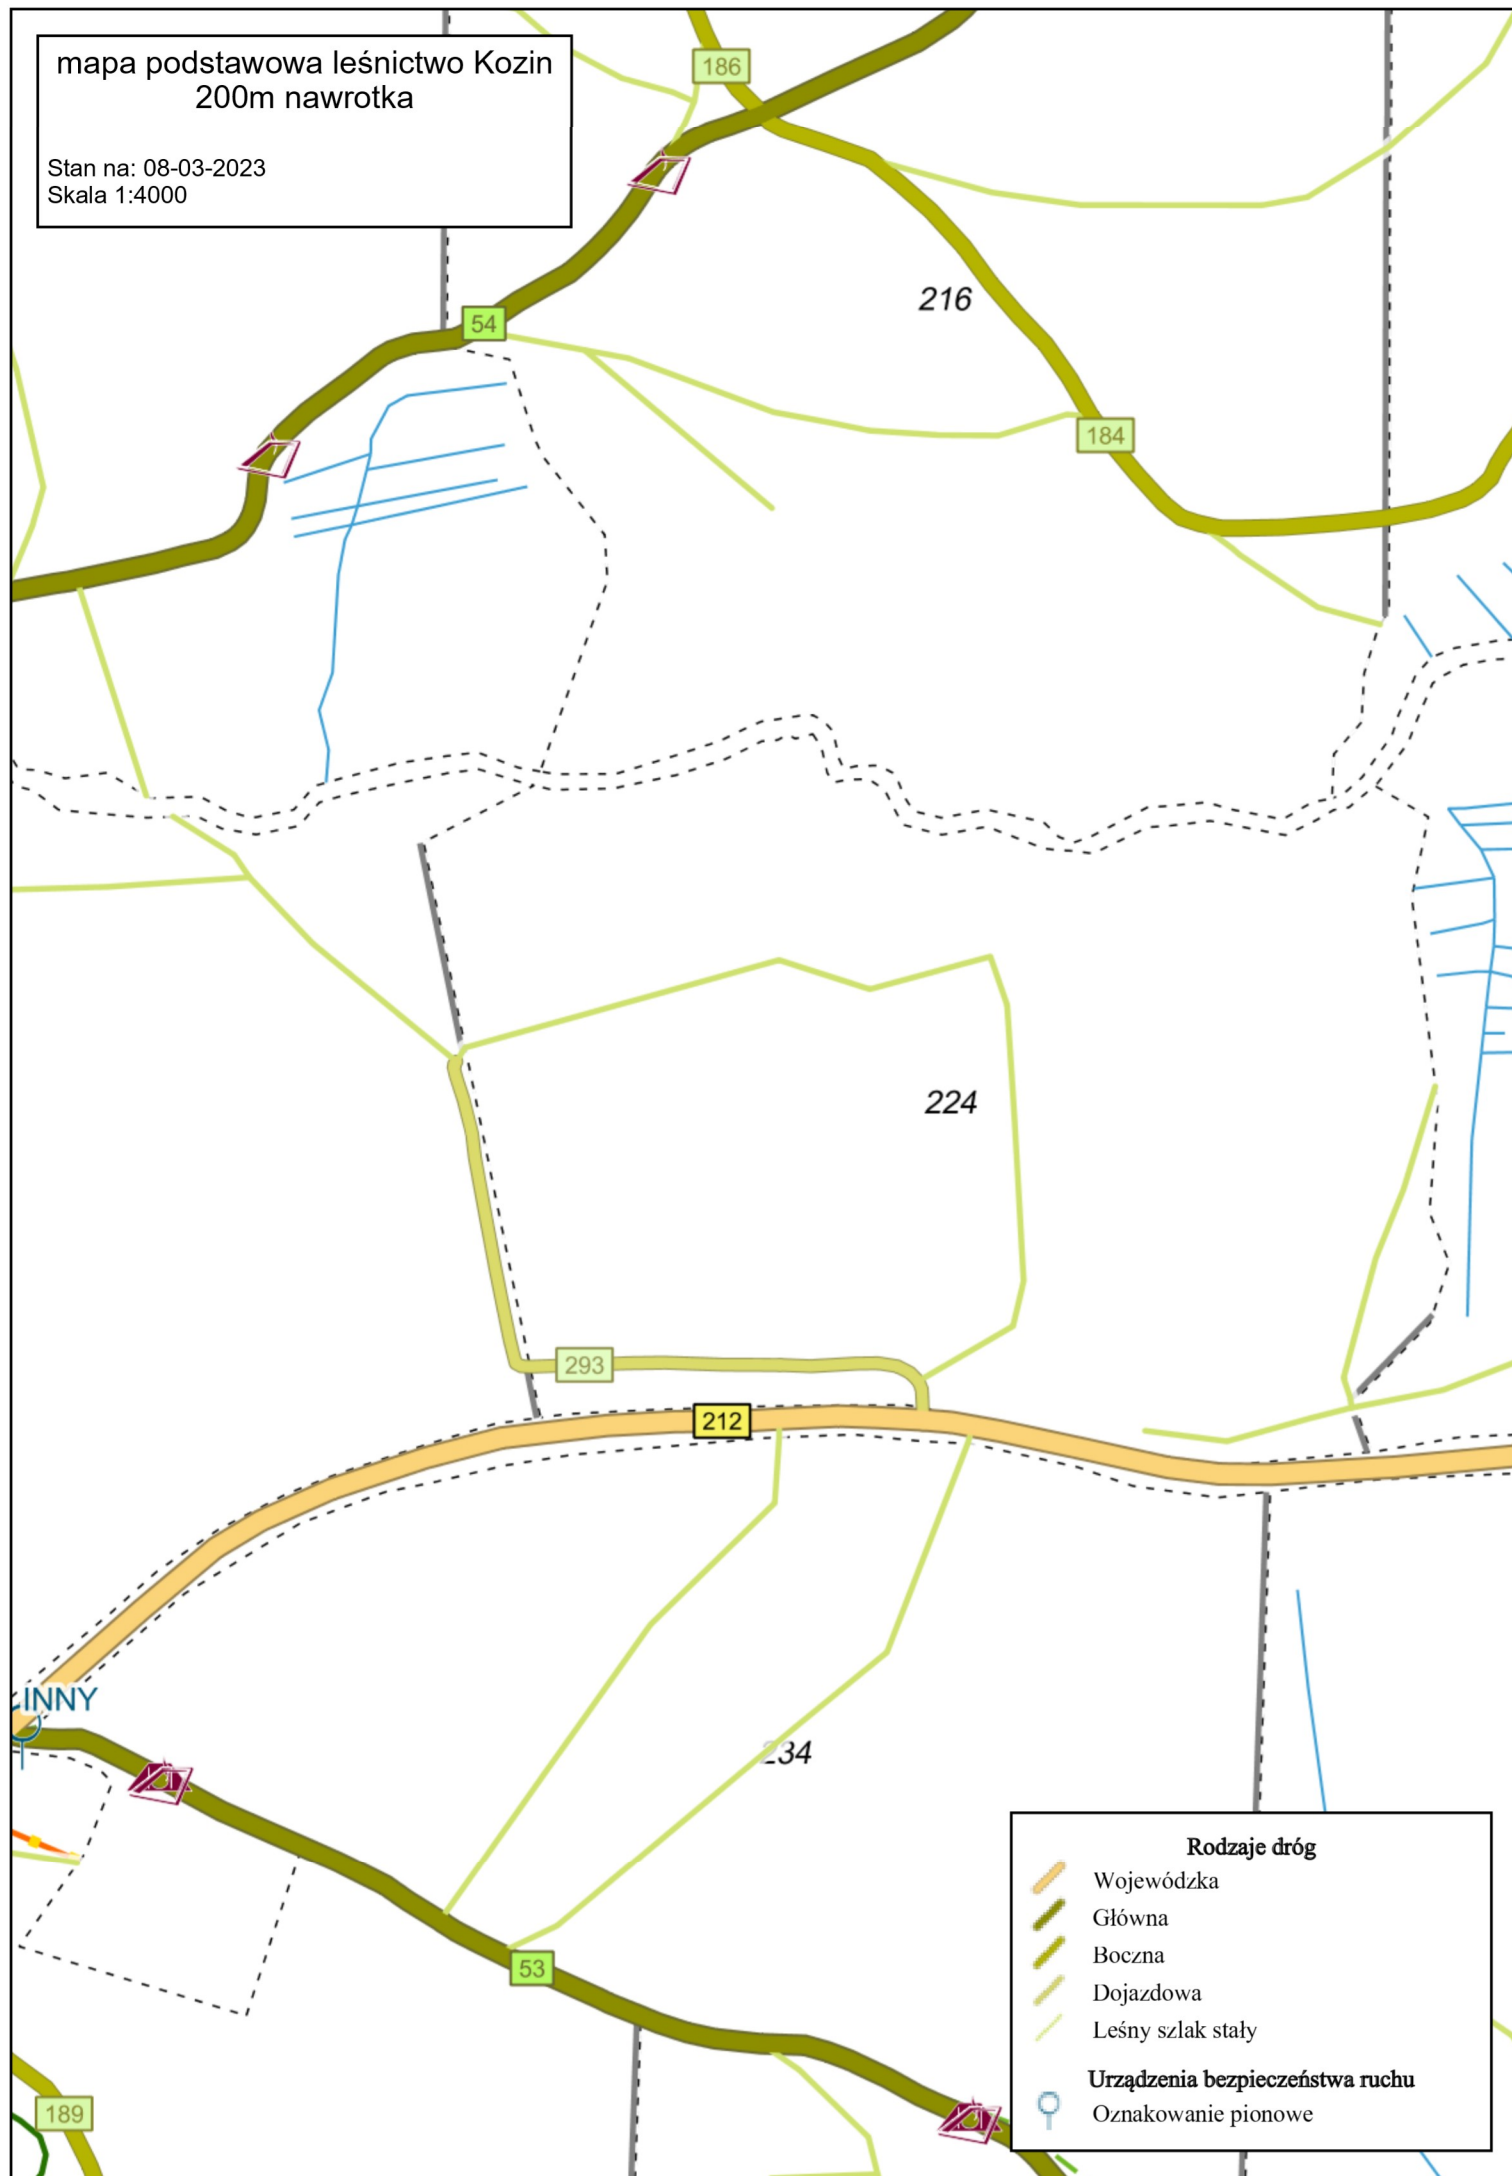 mapa podstawowa leśnictwo Kozin
200m nawrotka
Stan na: 08-03-2023
Skala 1:4000
186
54
216
184
224
293
212
INNY
234
53
189
Rodzaje dróg
Wojewódzka
Główna
Boczna
Dojazdowa
Leśny szlak stały
Urządzenia bezpieczeństwa ruchu
Oznakowanie pionowe